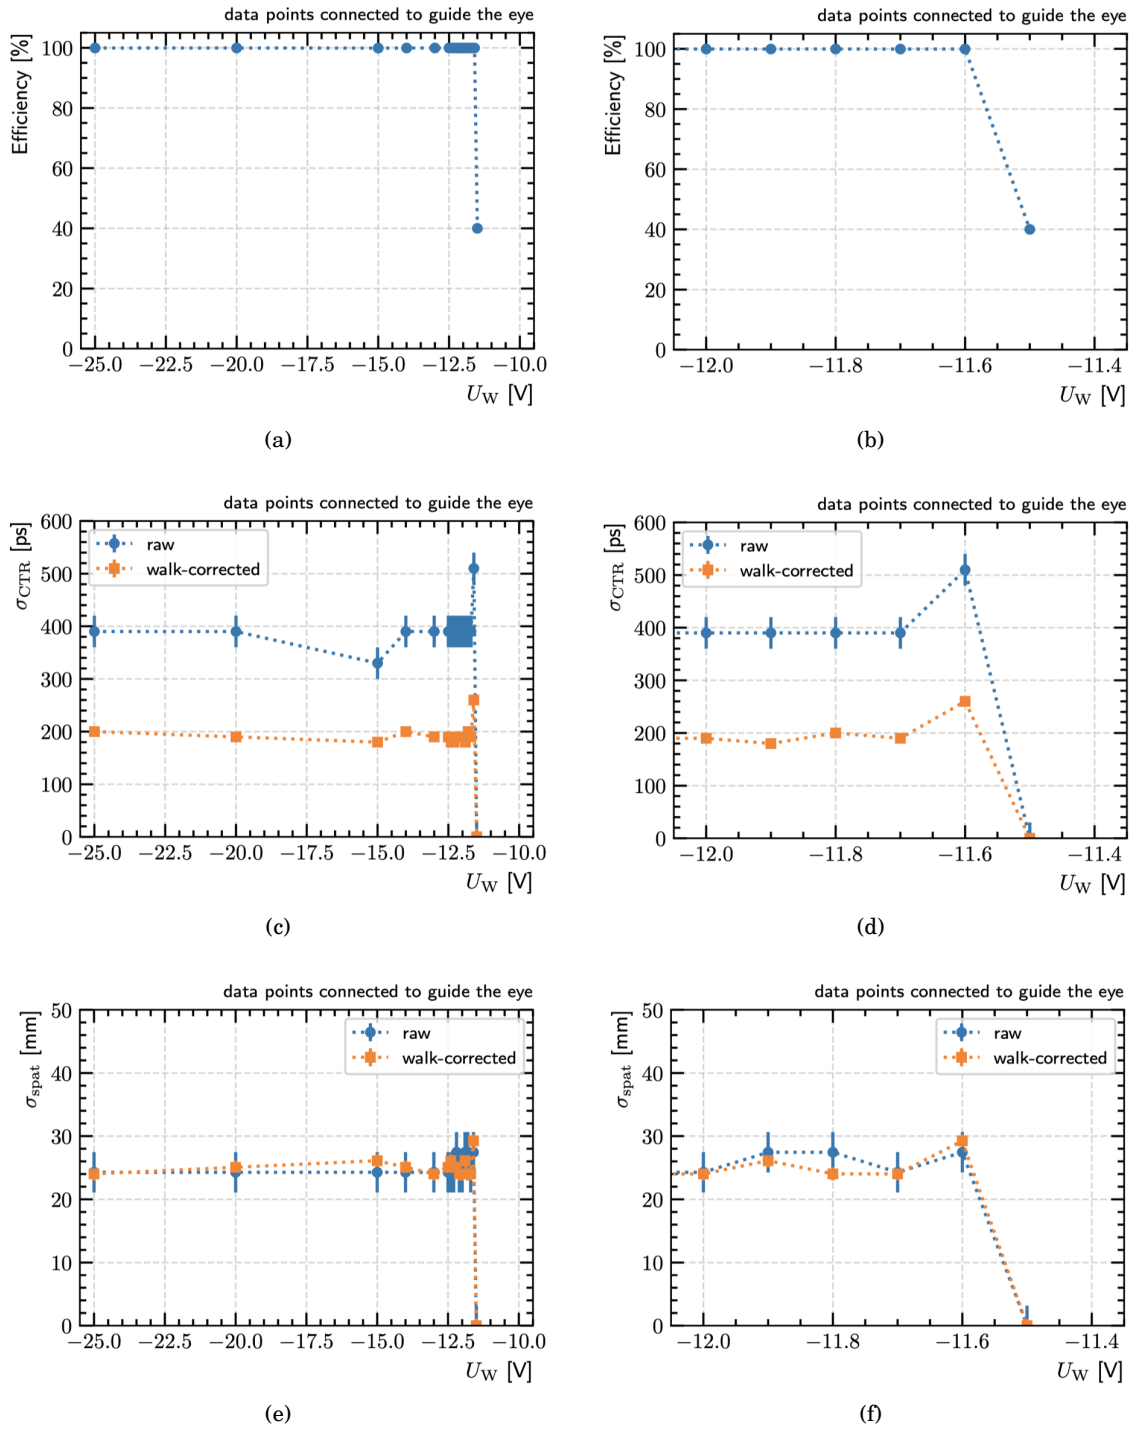 data points connected to guide the eye
Efficiency [%]
100
80
60
40
20
0
−25.0 −22.5 −20.0 −17.5 −15.0 −12.5 −10.0
U_W [V]
(a)
data points connected to guide the eye
Efficiency [%]
100
80
60
40
20
0
−12.0 −11.8 −11.6 −11.4
U_W [V]
(b)
data points connected to guide the eye
σ_CTR [ps]
raw
walk-corrected
600
500
400
300
200
100
0
−25.0 −22.5 −20.0 −17.5 −15.0 −12.5 −10.0
U_W [V]
(c)
data points connected to guide the eye
σ_CTR [ps]
raw
walk-corrected
600
500
400
300
200
100
0
−12.0 −11.8 −11.6 −11.4
U_W [V]
(d)
data points connected to guide the eye
σ_spat [mm]
raw
walk-corrected
50
40
30
20
10
0
−25.0 −22.5 −20.0 −17.5 −15.0 −12.5 −10.0
U_W [V]
(e)
data points connected to guide the eye
σ_spat [mm]
raw
walk-corrected
50
40
30
20
10
0
−12.0 −11.8 −11.6 −11.4
U_W [V]
(f)